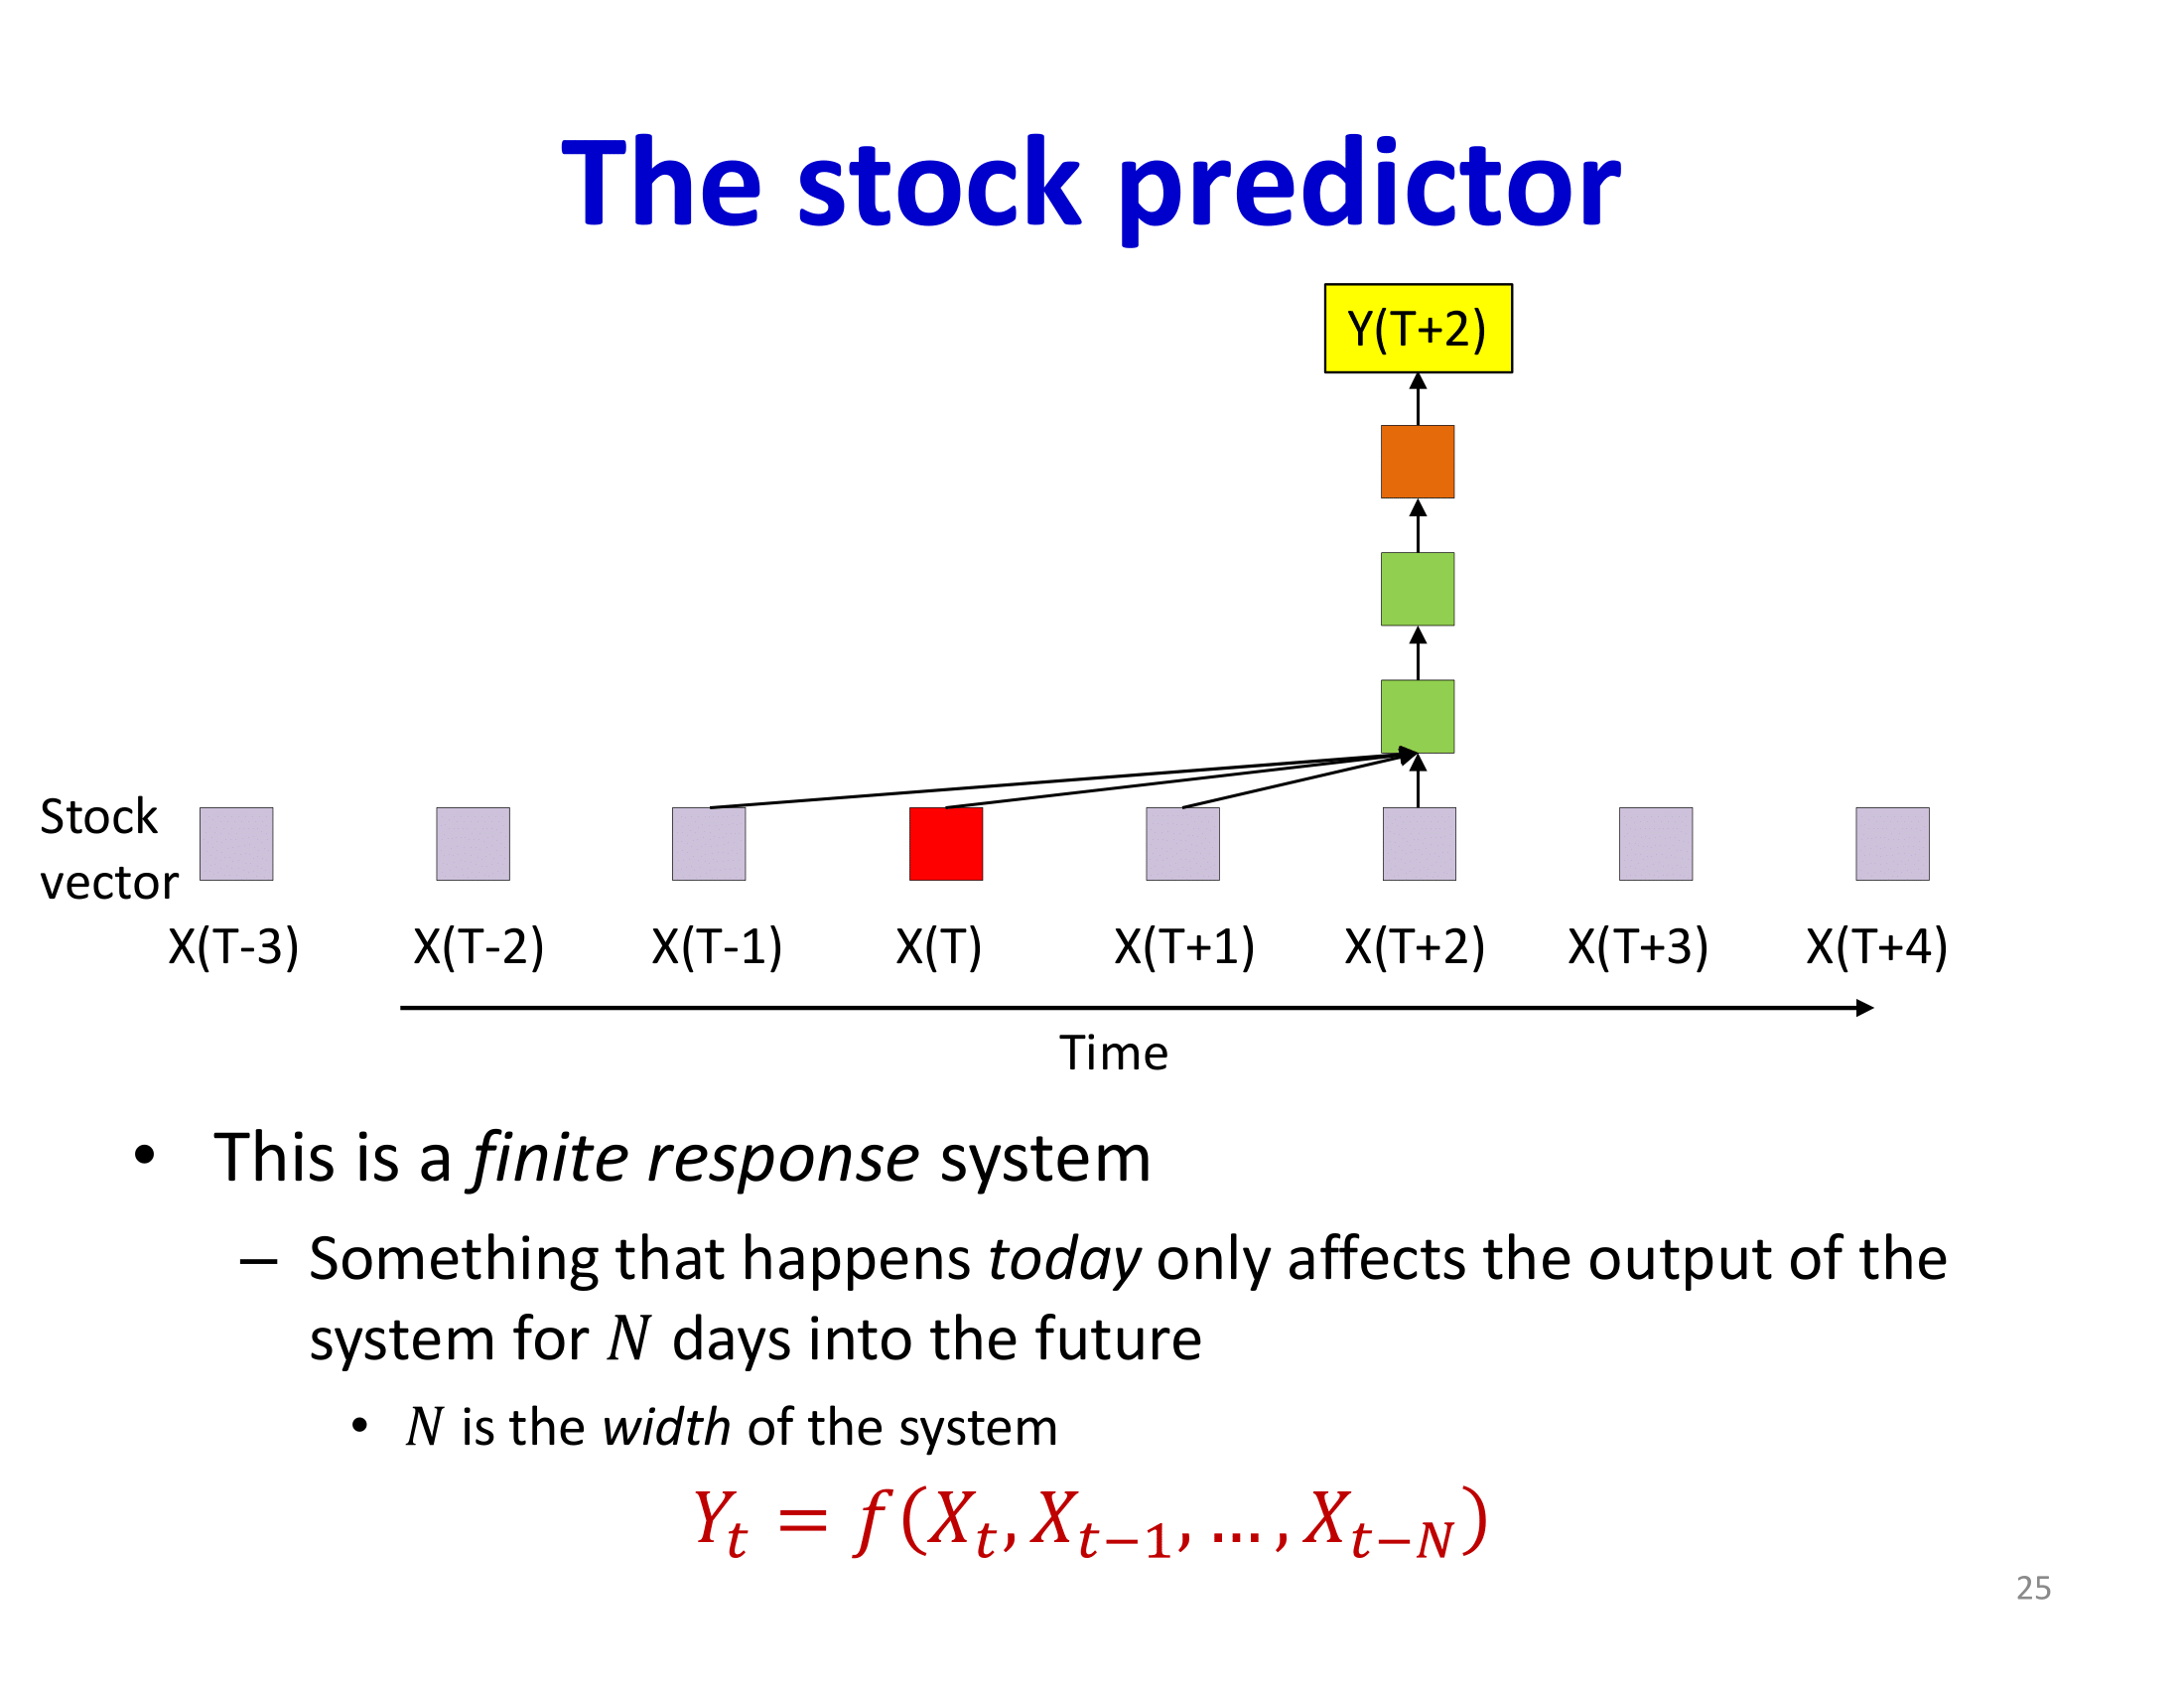 The stock predictor
Y(T+2)
Stock
vector
X(T-3) X(T-2) X(T-1) X(T) X(T+1) X(T+2) X(T+3) X(T+4)
Time
• This is a finite response system
– Something that happens today only affects the output of the
system for N days into the future
• N is the width of the system
Y_t = f(X_t, X_{t−1}, … , X_{t−N})
25